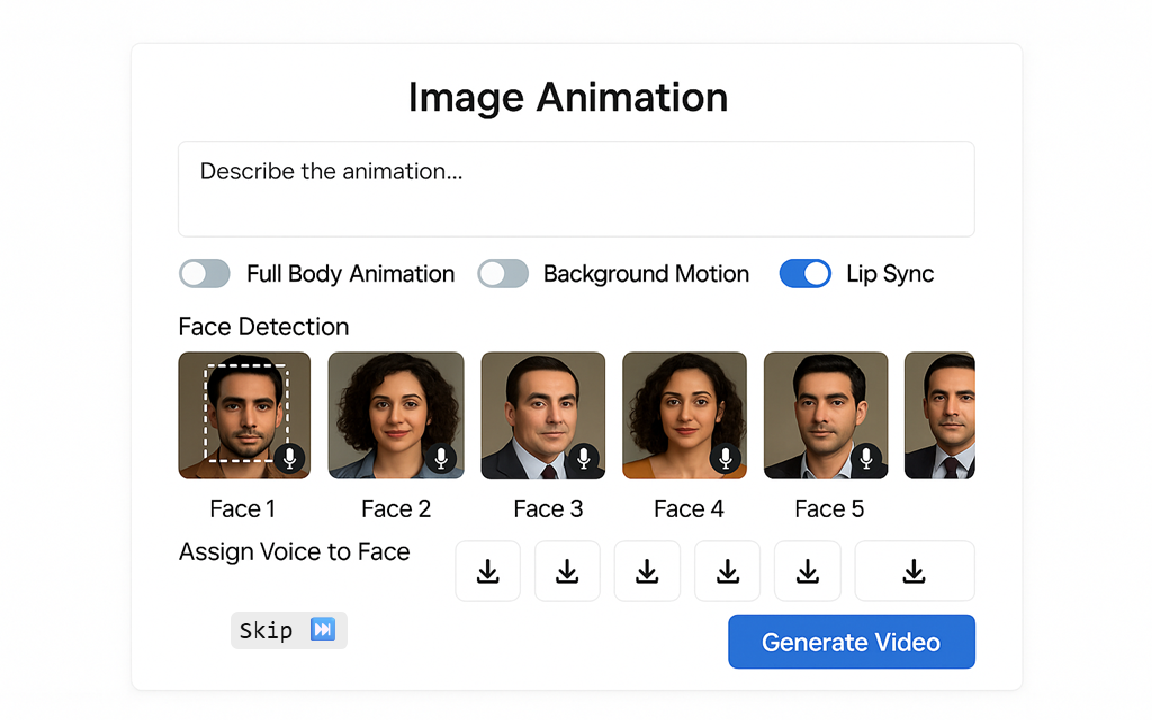 Image Animation
Describe the animation...
Full Body Animation Background Motion Lip Sync
Face Detection
Face 1 Face 2 Face 3 Face 4 Face 5
Assign Voice to Face
Skip ⏭️
Generate Video